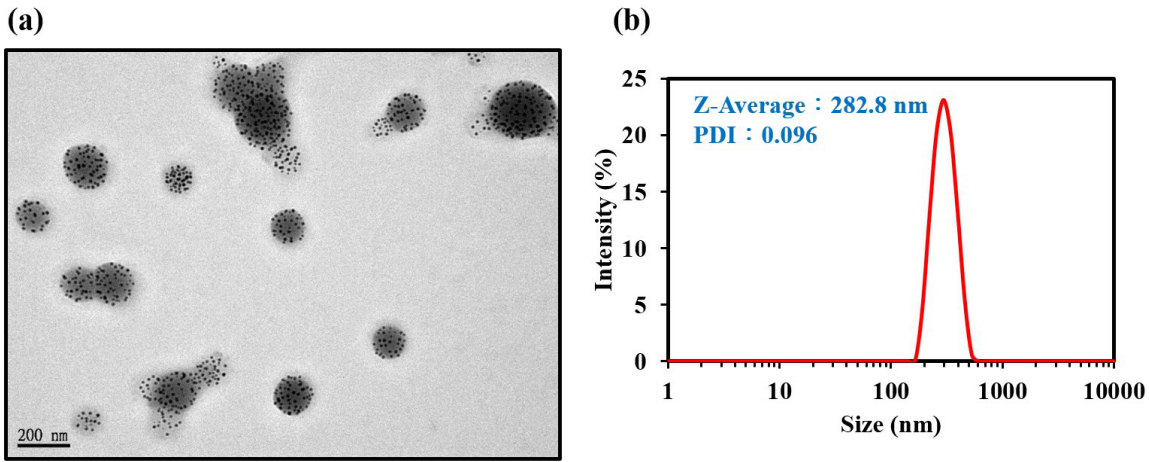 (a)
(b)
200 nm
Z-Average：282.8 nm
PDI：0.096
Intensity (%)
25
20
15
10
5
0
1 10 100 1000 10000
Size (nm)